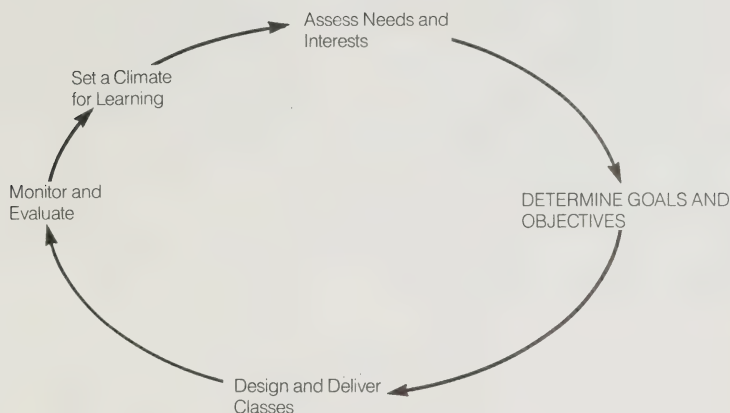 Assess Needs and
Interests
Set a Climate
for Learning
Monitor and
Evaluate
DETERMINE GOALS AND
OBJECTIVES
Design and Deliver
Classes